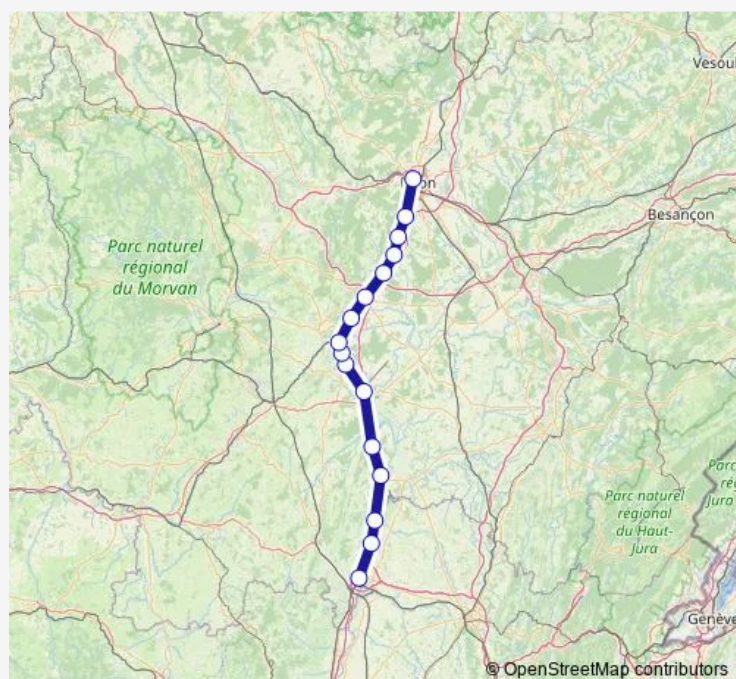 Vesoul
Besançon
Parc naturel
régional
du Morvan
Parc naturel
régional
du Haut-
Jura
Genève
© OpenStreetMap contributors